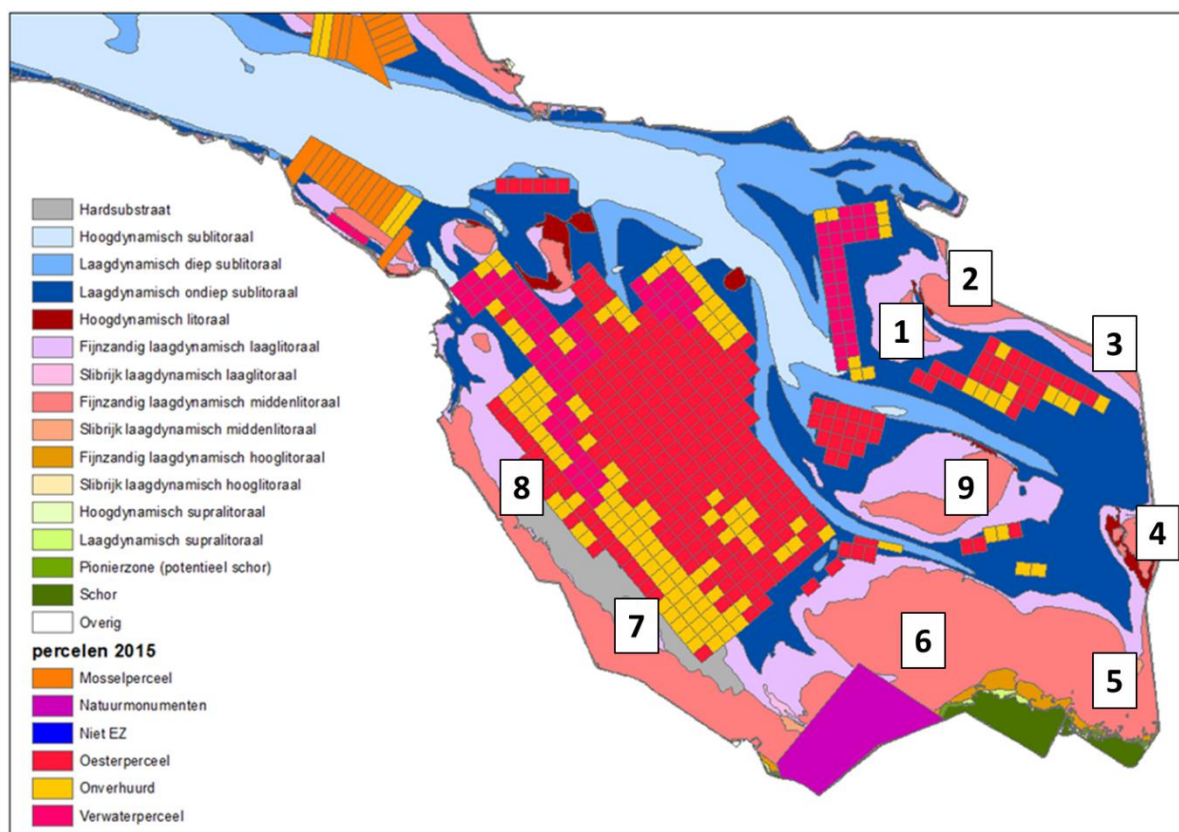 Hardsubstraat
Hoogdynamisch sublitoraal
Laagdynamisch diep sublitoraal
Laagdynamisch ondiep sublitoraal
Hoogdynamisch litoraal
Fijnzandig laagdynamisch laaglitoraal
Slibrijk laagdynamisch laaglitoraal
Fijnzandig laagdynamisch middenlitoraal
Slibrijk laagdynamisch middenlitoraal
Fijnzandig laagdynamisch hooglitoraal
Slibrijk laagdynamisch hooglitoraal
Hoogdynamisch supralitoraal
Laagdynamisch supralitoraal
Pionierzone (potentieel schor)
Schor
Overig
percelen 2015
Mosselperceel
Natuurmonumenten
Niet EZ
Oesterperceel
Onverhuurd
Verwaterperceel
1
2
3
4
5
6
7
8
9